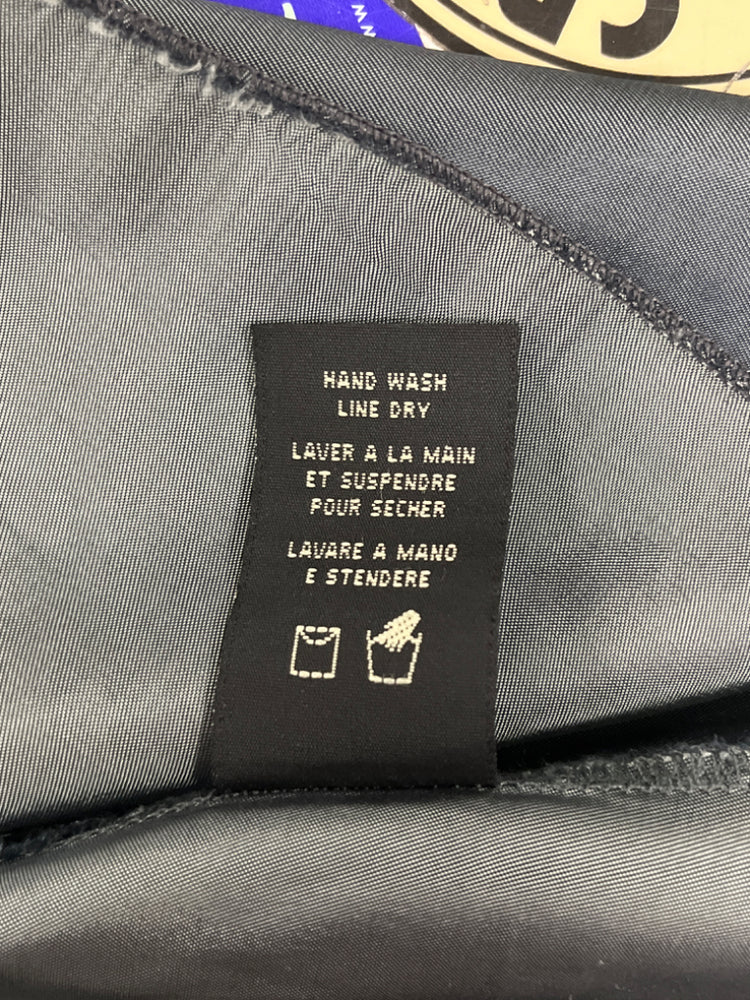 HAND WASH
LINE DRY
LAVER A LA MAIN
ET SUSPENDRE
POUR SECHER
LAVARE A MANO
E STENDERE